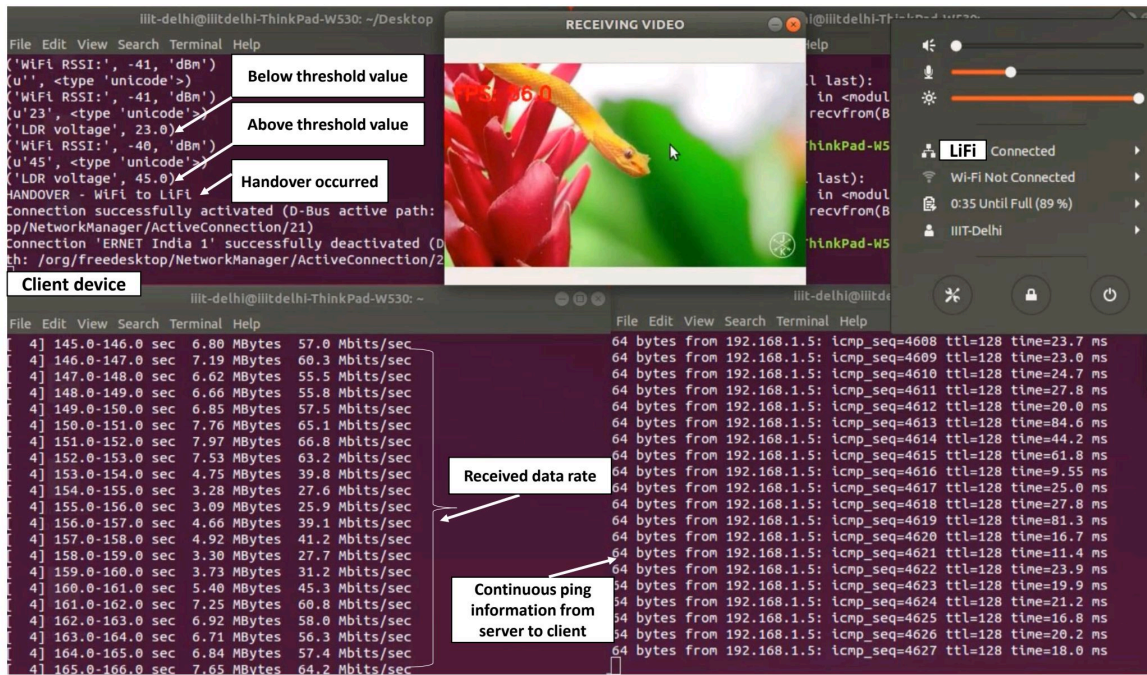 iiit-delhi@iiitdelhi-ThinkPad-W530: ~/Desktop
File Edit View Search Terminal Help
('WiFi RSSI:', -41, 'dBm')
(u'', <type 'unicode'>)
('WiFi RSSI:', -41, 'dBm')
(u'23', <type 'unicode'>)
('LDR voltage', 23.0)
('WiFi RSSI:', -40, 'dBm')
(u'45', <type 'unicode'>)
('LDR voltage', 45.0)
HANDOVER - WiFi to LiFi
Connection successfully activated (D-Bus active path:
op/NetworkManager/ActiveConnection/21)
Connection 'ERNET India 1' successfully deactivated (D
th: /org/freedesktop/NetworkManager/ActiveConnection/2
Below threshold value
Above threshold value
Handover occurred
Client device
RECEIVING VIDEO
FPS: 86.0
JK
hi@iiitdelhi-ThinkPad-W530:
Help
l last):
in <modul
recvfrom(B
ThinkPad-W5
l last):
in <modul
recvfrom(B
ThinkPad-W5
LiFi Connected
Wi-Fi Not Connected
0:35 Until Full (89 %)
IIIT-Delhi
iiit-delhi@iiitdelhi-ThinkPad-W530: ~
File Edit View Search Terminal Help
[ 4] 145.0-146.0 sec 6.80 MBytes 57.0 Mbits/sec
[ 4] 146.0-147.0 sec 7.19 MBytes 60.3 Mbits/sec
[ 4] 147.0-148.0 sec 6.62 MBytes 55.5 Mbits/sec
[ 4] 148.0-149.0 sec 6.66 MBytes 55.8 Mbits/sec
[ 4] 149.0-150.0 sec 6.85 MBytes 57.5 Mbits/sec
[ 4] 150.0-151.0 sec 7.76 MBytes 65.1 Mbits/sec
[ 4] 151.0-152.0 sec 7.97 MBytes 66.8 Mbits/sec
[ 4] 152.0-153.0 sec 7.53 MBytes 63.2 Mbits/sec
[ 4] 153.0-154.0 sec 4.75 MBytes 39.8 Mbits/sec
[ 4] 154.0-155.0 sec 3.28 MBytes 27.6 Mbits/sec
[ 4] 155.0-156.0 sec 3.09 MBytes 25.9 Mbits/sec
[ 4] 156.0-157.0 sec 4.66 MBytes 39.1 Mbits/sec
[ 4] 157.0-158.0 sec 4.92 MBytes 41.2 Mbits/sec
[ 4] 158.0-159.0 sec 3.30 MBytes 27.7 Mbits/sec
[ 4] 159.0-160.0 sec 3.73 MBytes 31.2 Mbits/sec
[ 4] 160.0-161.0 sec 5.40 MBytes 45.3 Mbits/sec
[ 4] 161.0-162.0 sec 7.25 MBytes 60.8 Mbits/sec
[ 4] 162.0-163.0 sec 6.92 MBytes 58.0 Mbits/sec
[ 4] 163.0-164.0 sec 6.71 MBytes 56.3 Mbits/sec
[ 4] 164.0-165.0 sec 6.84 MBytes 57.4 Mbits/sec
[ 4] 165.0-166.0 sec 7.65 MBytes 64.2 Mbits/sec
Received data rate
Continuous ping
information from
server to client
iiit-delhi@iiitde
File Edit View Search Terminal Help
64 bytes from 192.168.1.5: icmp_seq=4608 ttl=128 time=23.7 ms
64 bytes from 192.168.1.5: icmp_seq=4609 ttl=128 time=23.0 ms
64 bytes from 192.168.1.5: icmp_seq=4610 ttl=128 time=24.7 ms
64 bytes from 192.168.1.5: icmp_seq=4611 ttl=128 time=27.8 ms
64 bytes from 192.168.1.5: icmp_seq=4612 ttl=128 time=20.0 ms
64 bytes from 192.168.1.5: icmp_seq=4613 ttl=128 time=84.6 ms
64 bytes from 192.168.1.5: icmp_seq=4614 ttl=128 time=44.2 ms
64 bytes from 192.168.1.5: icmp_seq=4615 ttl=128 time=61.8 ms
64 bytes from 192.168.1.5: icmp_seq=4616 ttl=128 time=9.55 ms
64 bytes from 192.168.1.5: icmp_seq=4617 ttl=128 time=25.0 ms
64 bytes from 192.168.1.5: icmp_seq=4618 ttl=128 time=27.8 ms
64 bytes from 192.168.1.5: icmp_seq=4619 ttl=128 time=81.3 ms
64 bytes from 192.168.1.5: icmp_seq=4620 ttl=128 time=16.7 ms
64 bytes from 192.168.1.5: icmp_seq=4621 ttl=128 time=11.4 ms
64 bytes from 192.168.1.5: icmp_seq=4622 ttl=128 time=23.9 ms
64 bytes from 192.168.1.5: icmp_seq=4623 ttl=128 time=19.9 ms
64 bytes from 192.168.1.5: icmp_seq=4624 ttl=128 time=21.2 ms
64 bytes from 192.168.1.5: icmp_seq=4625 ttl=128 time=16.8 ms
64 bytes from 192.168.1.5: icmp_seq=4626 ttl=128 time=20.2 ms
64 bytes from 192.168.1.5: icmp_seq=4627 ttl=128 time=18.0 ms